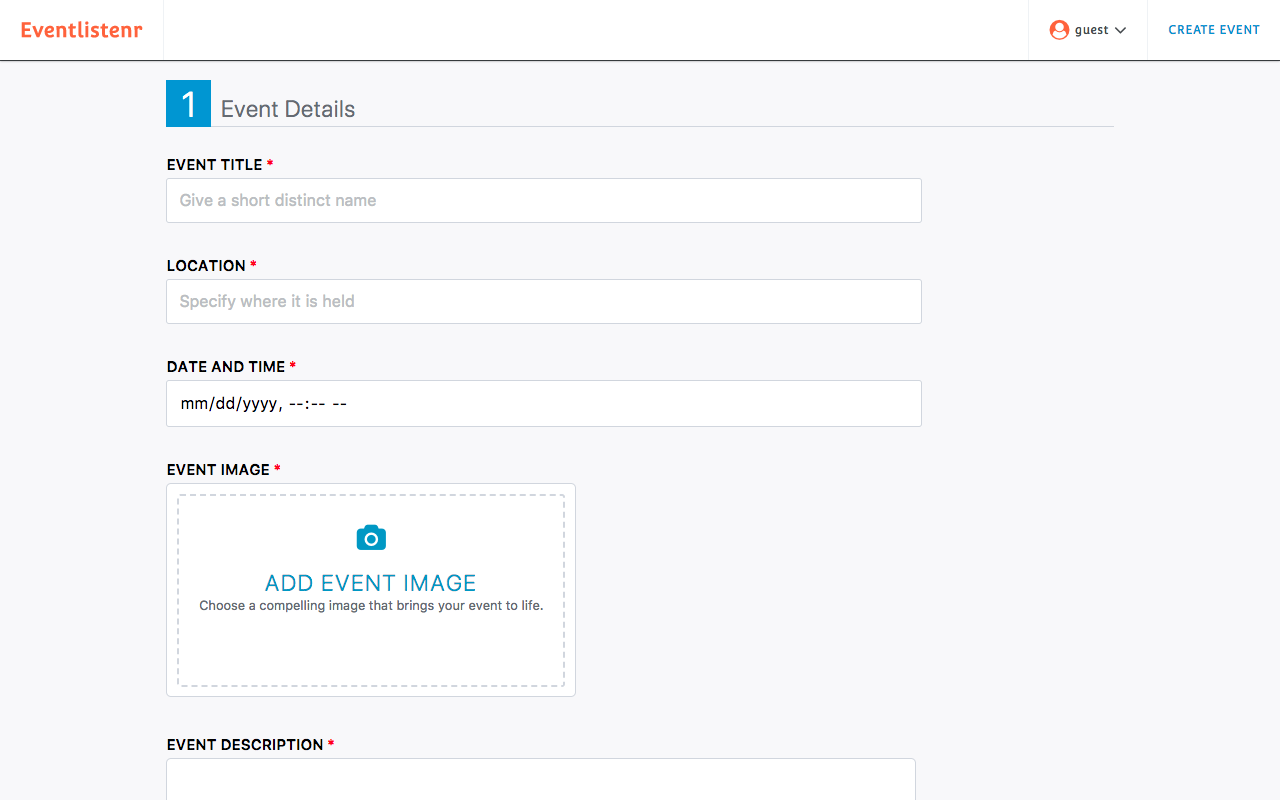 Eventlistenr
guest
CREATE EVENT
1 Event Details
EVENT TITLE *
Give a short distinct name
LOCATION *
Specify where it is held
DATE AND TIME *
mm/dd/yyyy, --:-- --
EVENT IMAGE *
ADD EVENT IMAGE
Choose a compelling image that brings your event to life.
EVENT DESCRIPTION *